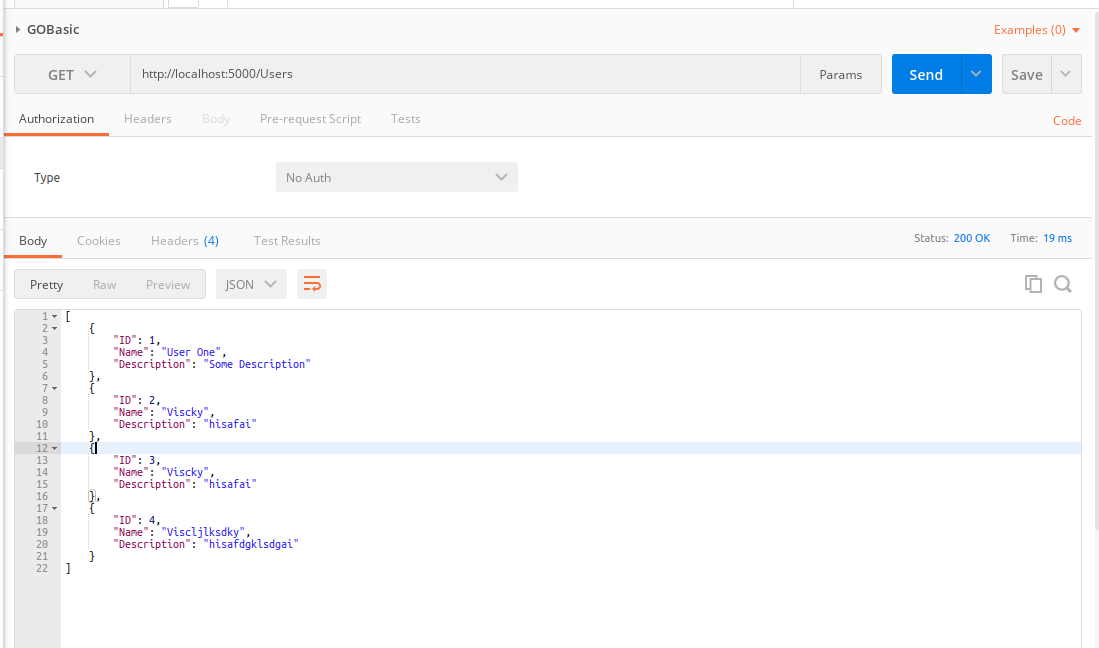 GOBasic Examples (0)
GET http://localhost:5000/Users Params Send Save
Authorization Headers Body Pre-request Script Tests Code
Type No Auth
Body Cookies Headers (4) Test Results Status: 200 OK Time: 19 ms
Pretty Raw Preview JSON
1 [
2 {
3 "ID": 1,
4 "Name": "User One",
5 "Description": "Some Description"
6 },
7 {
8 "ID": 2,
9 "Name": "Viscky",
10 "Description": "hisafai"
11 },
12 {
13 "ID": 3,
14 "Name": "Viscky",
15 "Description": "hisafai"
16 },
17 {
18 "ID": 4,
19 "Name": "Viscljlksdky",
20 "Description": "hisafdgklsdgai"
21 }
22 ]